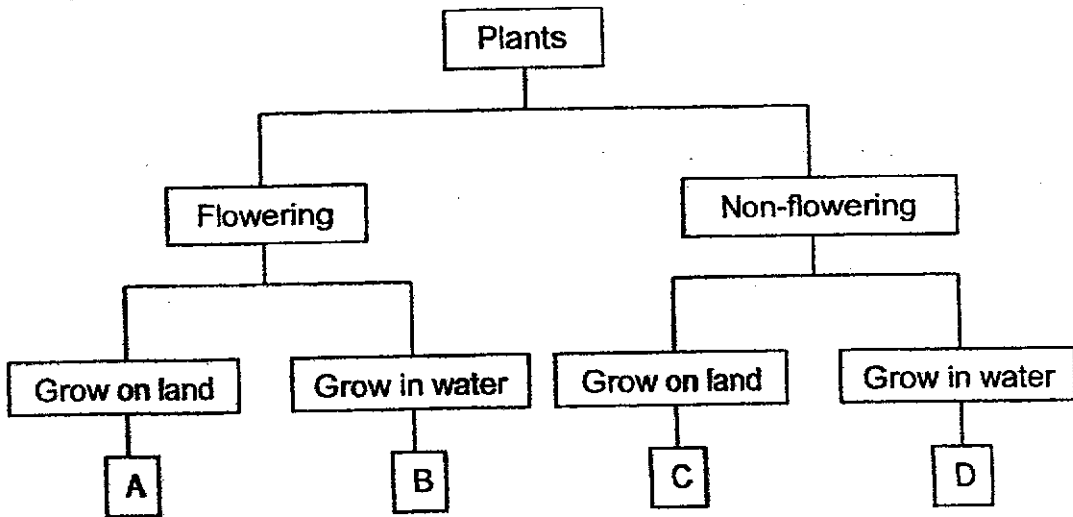 Plants
Flowering
Non-flowering
Grow on land
Grow in water
Grow on land
Grow in water
A
B
C
D